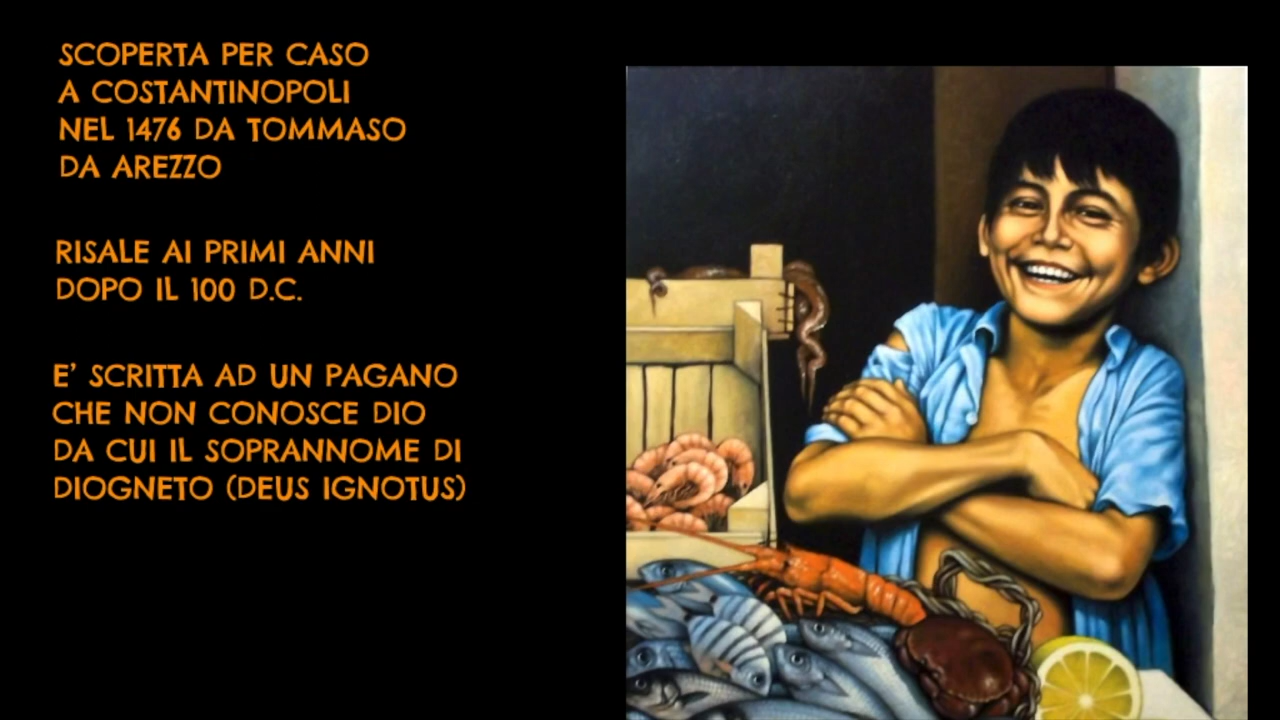 SCOPERTA PER CASO
A COSTANTINOPOLI
NEL 1476 DA TOMMASO
DA AREZZO
RISALE AI PRIMI ANNI
DOPO IL 100 D.C.
E' SCRITTA AD UN PAGANO
CHE NON CONOSCE DIO
DA CUI IL SOPRANNOME DI
DIOGNETO (DEUS IGNOTUS)